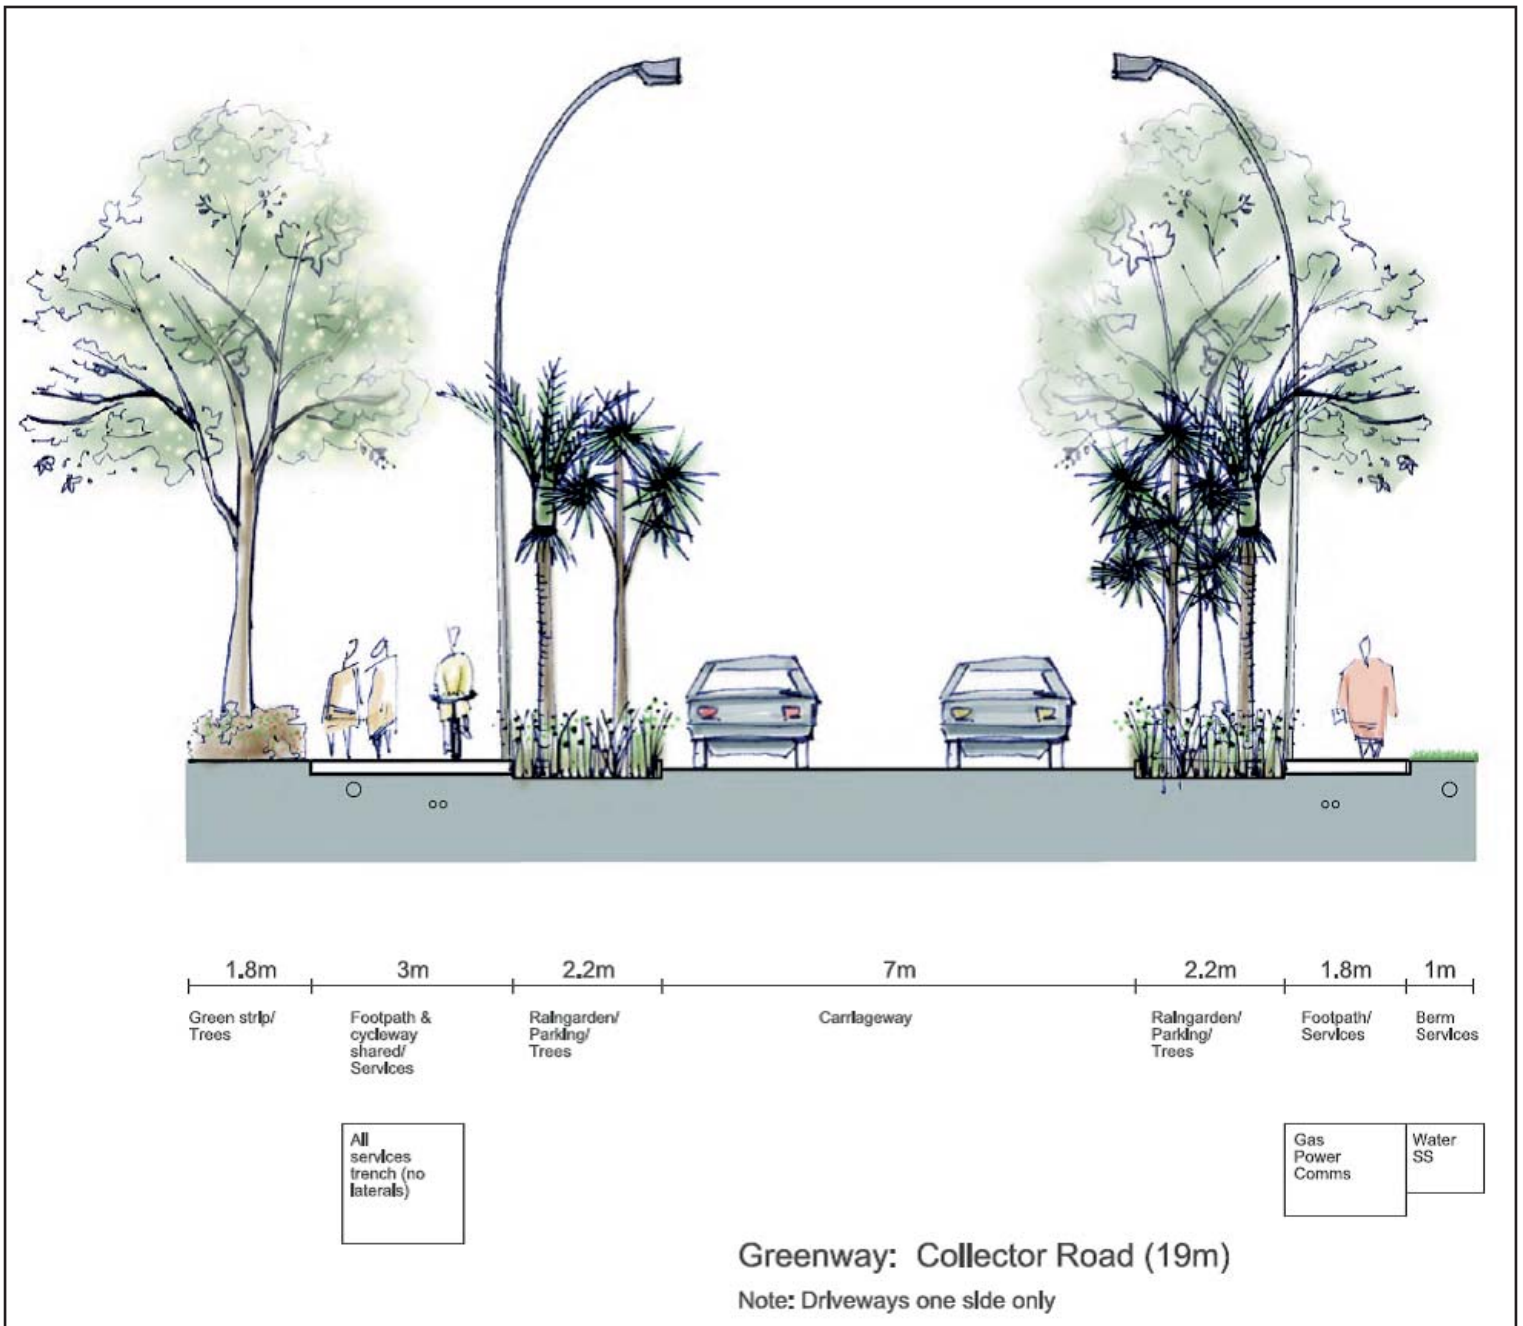 1.8m 3m 2.2m 7m 2.2m 1.8m 1m
Green strip/
Trees
Footpath &
cycleway
shared/
Services
Raingarden/
Parking/
Trees
Carriageway
Raingarden/
Parking/
Trees
Footpath/
Services
Berm
Services
All
services
trench (no
laterals)
Gas
Power
Comms
Water
SS
Greenway: Collector Road (19m)
Note: Driveways one side only